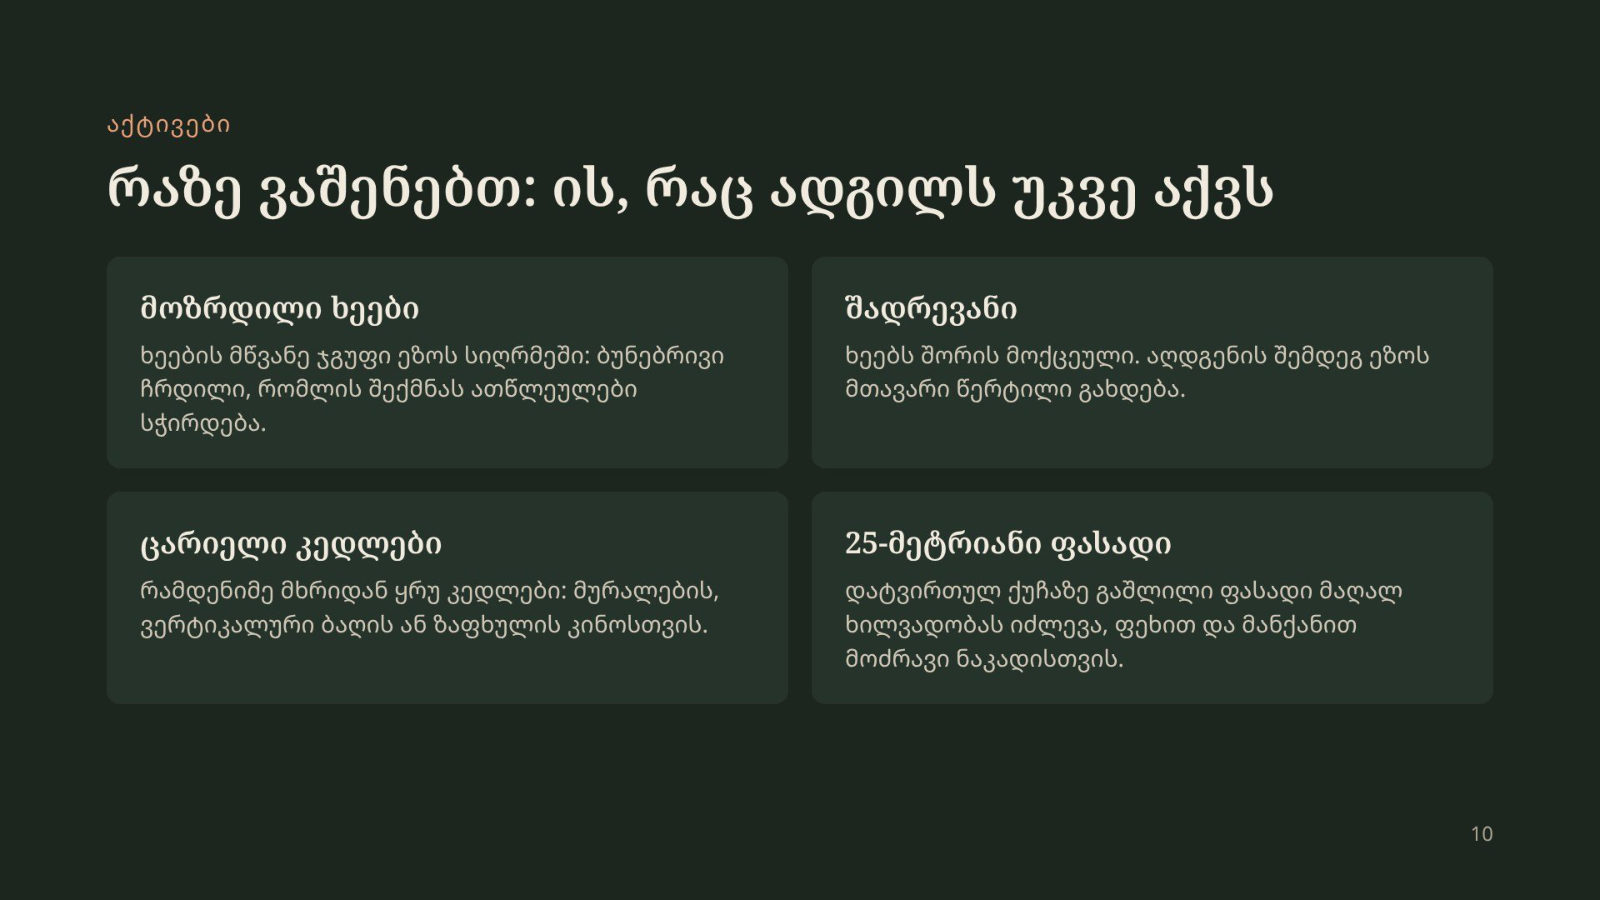 აქტივები
რაზე ვაშენებთ: ის, რაც ადგილს უკვე აქვს
მოზრდილი ხეები
ხეების მწვანე ჯგუფი ეზოს სიღრმეში: ბუნებრივი
ჩრდილი, რომლის შექმნას ათწლეულები
სჭირდება.
შადრევანი
ხეებს შორის მოქცეული. აღდგენის შემდეგ ეზოს
მთავარი წერტილი გახდება.
ცარიელი კედლები
რამდენიმე მხრიდან ყრუ კედლები: მურალების,
ვერტიკალური ბაღის ან ზაფხულის კინოსთვის.
25-მეტრიანი ფასადი
დატვირთულ ქუჩაზე გაშლილი ფასადი მაღალ
ხილვადობას იძლევა, ფეხით და მანქანით
მოძრავი ნაკადისთვის.
10